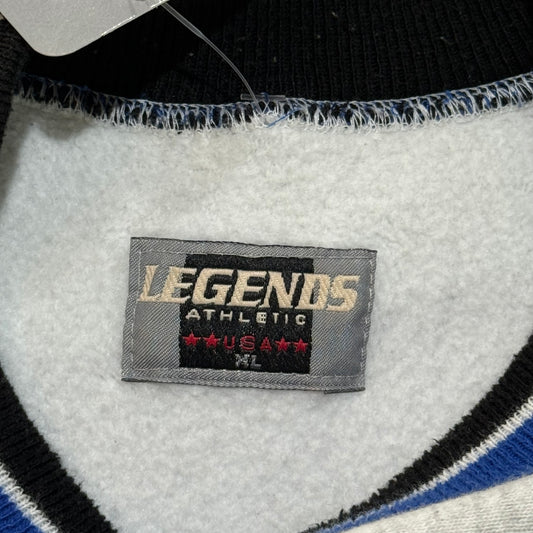 LEGENDS
ATHLETIC
★★USA★★
XL